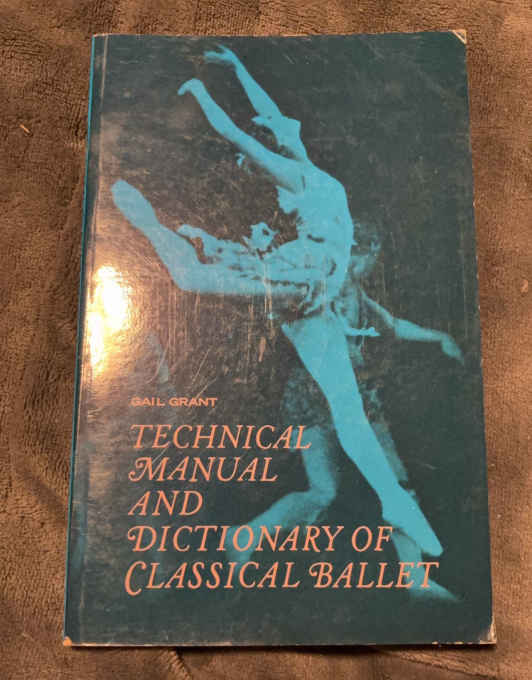 GAIL GRANT
TECHNICAL
MANUAL
AND
DICTIONARY OF
CLASSICAL BALLET